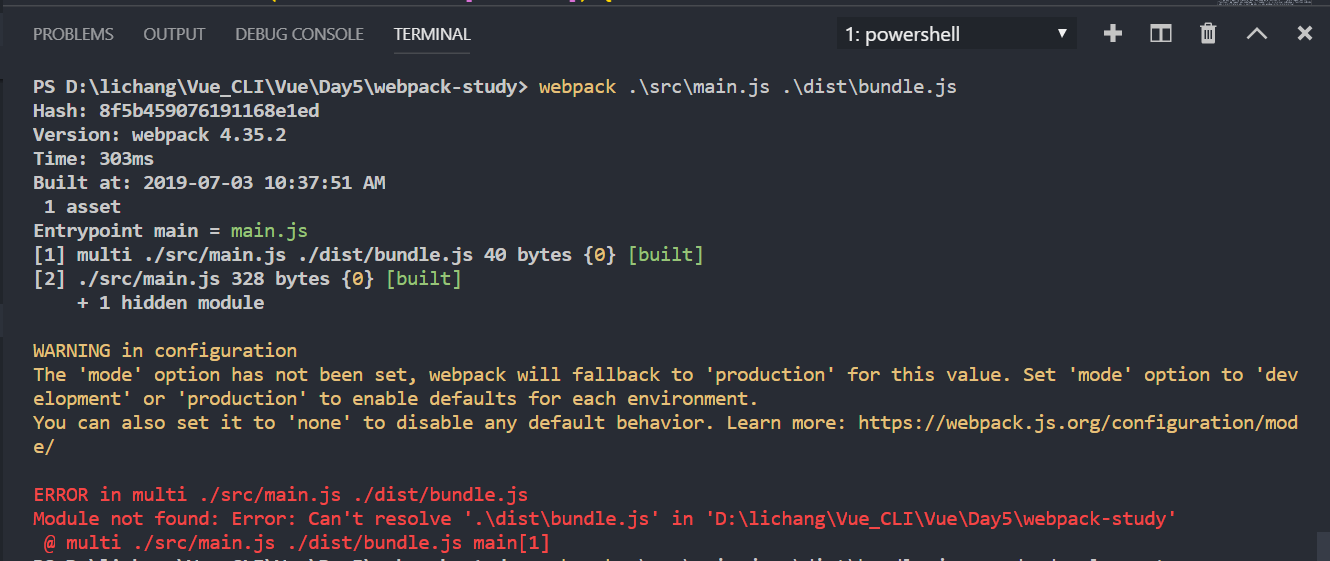 PROBLEMS OUTPUT DEBUG CONSOLE TERMINAL 1: powershell
PS D:\lichang\Vue_CLI\Vue\Day5\webpack-study> webpack .\src\main.js .\dist\bundle.js
Hash: 8f5b459076191168e1ed
Version: webpack 4.35.2
Time: 303ms
Built at: 2019-07-03 10:37:51 AM
 1 asset
Entrypoint main = main.js
[1] multi ./src/main.js ./dist/bundle.js 40 bytes {0} [built]
[2] ./src/main.js 328 bytes {0} [built]
    + 1 hidden module
WARNING in configuration
The 'mode' option has not been set, webpack will fallback to 'production' for this value. Set 'mode' option to 'dev
elopment' or 'production' to enable defaults for each environment.
You can also set it to 'none' to disable any default behavior. Learn more: https://webpack.js.org/configuration/mod
e/
ERROR in multi ./src/main.js ./dist/bundle.js
Module not found: Error: Can't resolve '.\dist\bundle.js' in 'D:\lichang\Vue_CLI\Vue\Day5\webpack-study'
 @ multi ./src/main.js ./dist/bundle.js main[1]